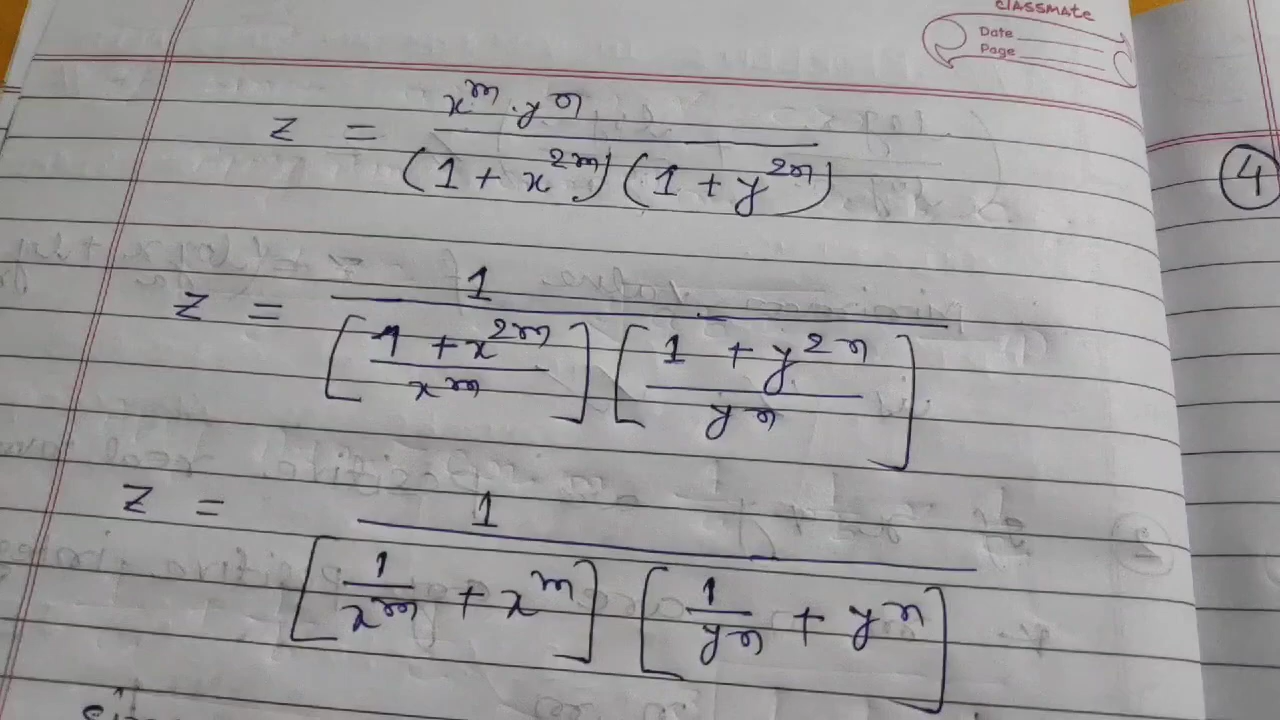 classmate
Date
Page
z = x^m . y^n / (1 + x^{2m}) (1 + y^{2n})
4
z = 1 / [ (1 + x^{2m}) / x^m ] [ (1 + y^{2n}) / y^n ]
z = 1 / [ 1/x^m + x^m ] [ 1/y^n + y^n ]